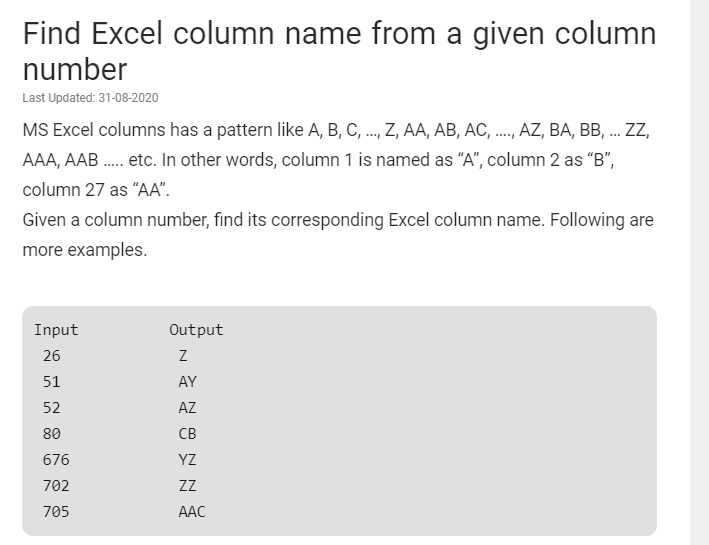 Find Excel column name from a given column
number
Last Updated: 31-08-2020
MS Excel columns has a pattern like A, B, C, …, Z, AA, AB, AC, …., AZ, BA, BB, … ZZ,
AAA, AAB ….. etc. In other words, column 1 is named as “A”, column 2 as “B”,
column 27 as “AA”.
Given a column number, find its corresponding Excel column name. Following are
more examples.
Input Output
26 Z
51 AY
52 AZ
80 CB
676 YZ
702 ZZ
705 AAC